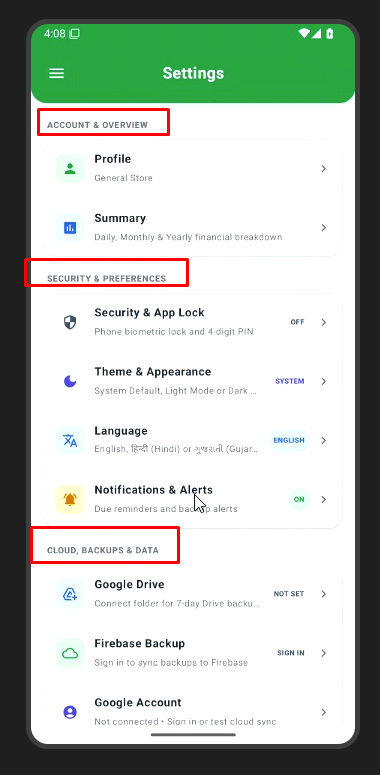 4:08
Settings
ACCOUNT & OVERVIEW
Profile
General Store
Summary
Daily, Monthly & Yearly financial breakdown
SECURITY & PREFERENCES
Security & App Lock
Phone biometric lock and 4-digit PIN
OFF
Theme & Appearance
System Default, Light Mode or Dark ...
SYSTEM
Language
English, हिन्दी (Hindi) or ગુજરાતી (Gujar...
ENGLISH
Notifications & Alerts
Due reminders and backup alerts
ON
CLOUD, BACKUPS & DATA
Google Drive
Connect folder for 7-day Drive backu...
NOT SET
Firebase Backup
Sign in to sync backups to Firebase
SIGN IN
Google Account
Not connected • Sign in or test cloud sync